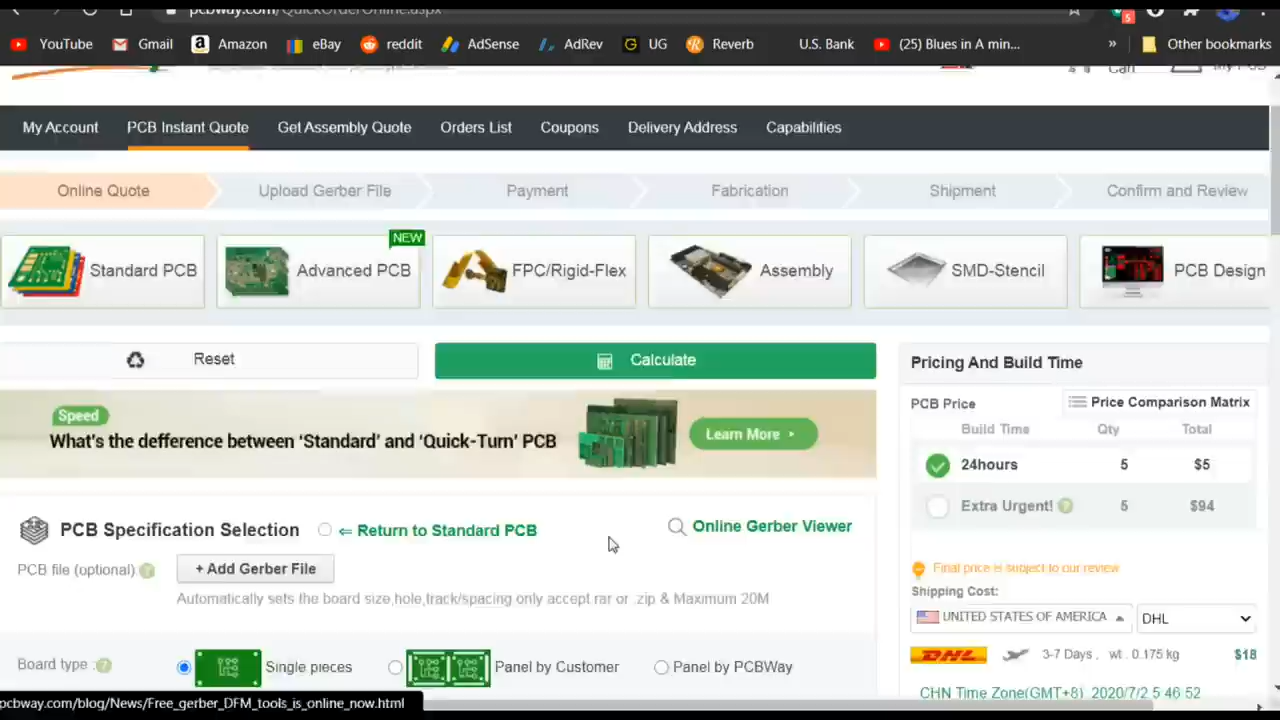 pcbway.com/QuickOrderOnline.aspx
5
YouTube Gmail Amazon eBay reddit AdSense AdRev UG Reverb U.S. Bank (25) Blues in A min... » Other bookmarks
Cart
My Account PCB Instant Quote Get Assembly Quote Orders List Coupons Delivery Address Capabilities
Online Quote Upload Gerber File Payment Fabrication Shipment Confirm and Review
NEW
Standard PCB Advanced PCB FPC/Rigid-Flex Assembly SMD-Stencil PCB Design
Reset Calculate
Speed
What's the defference between 'Standard' and 'Quick-Turn' PCB
Learn More
Pricing And Build Time
PCB Price Price Comparison Matrix
Build Time Qty Total
24hours 5 $5
Extra Urgent! ? 5 $94
PCB Specification Selection ⇐ Return to Standard PCB Online Gerber Viewer
PCB file (optional) ? + Add Gerber File
Automatically sets the board size,hole,track/spacing only accept rar or .zip & Maximum 20M
Final price is subject to our review
Shipping Cost:
UNITED STATES OF AMERICA DHL
Board type :? Single pieces Panel by Customer Panel by PCBWay
DHL 3-7 Days , wt . 0.175 kg $18
CHN Time Zone(GMT+8) 2020/7/2 5:46:52
pcbway.com/blog/News/Free_gerber_DFM_tools_is_online_now.html